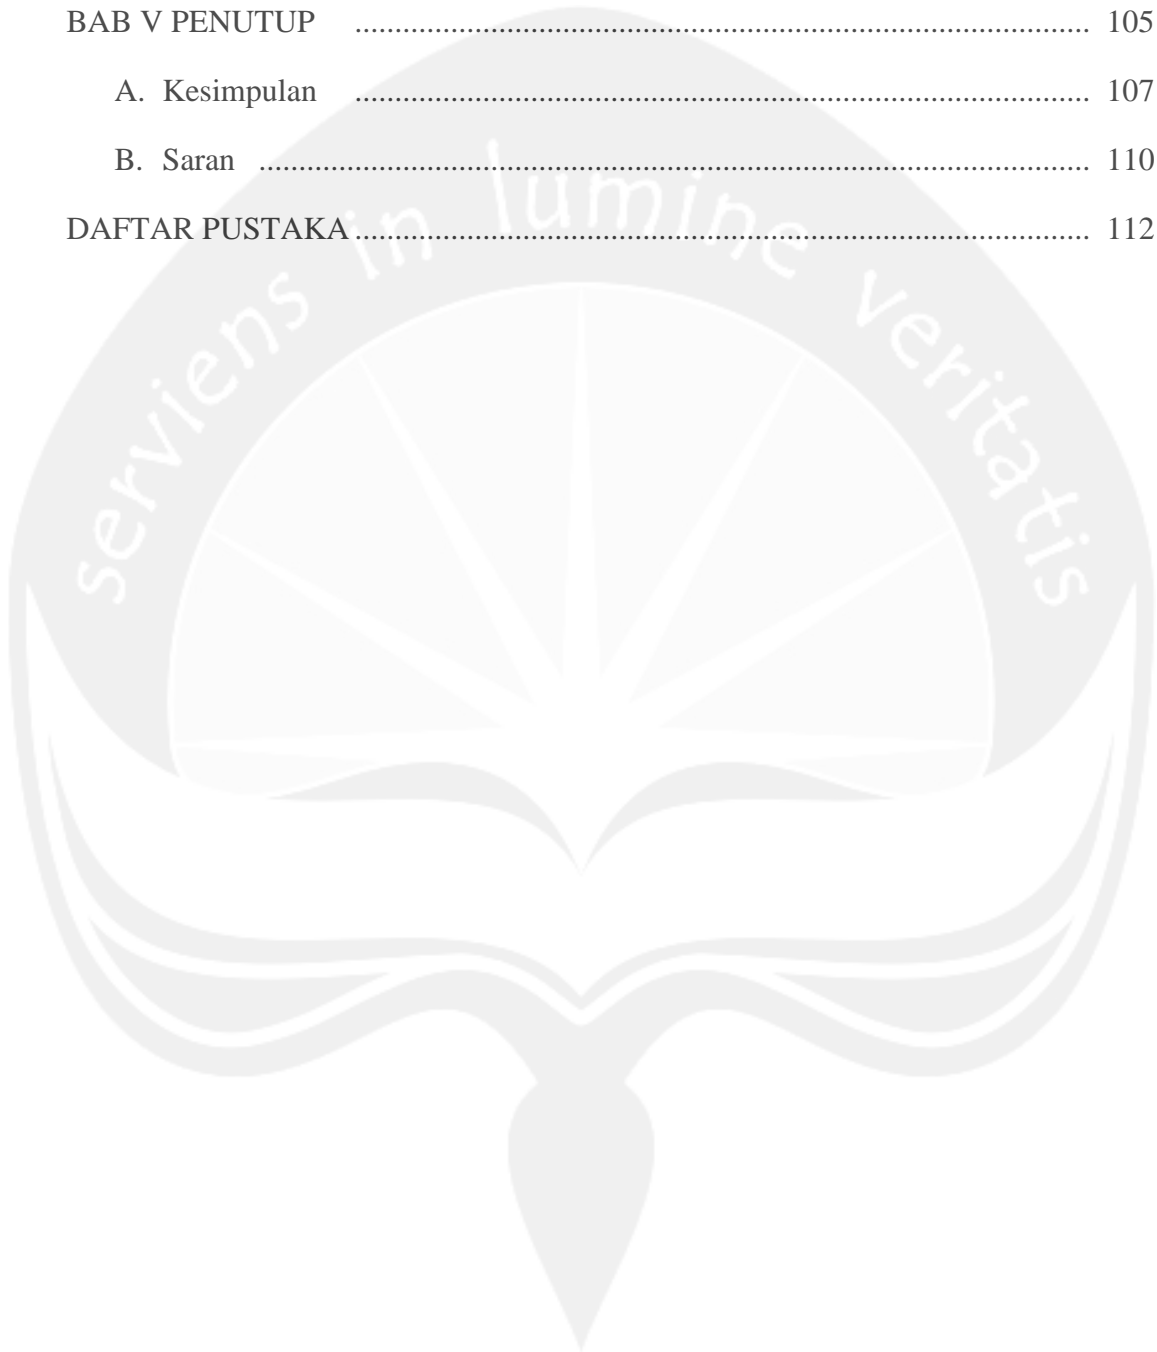 BAB V PENUTUP ........................................................................................... 105
A. Kesimpulan ........................................................................................... 107
B. Saran ....................................................................................................... 110
DAFTAR PUSTAKA ........................................................................................... 112
serviens in lumine veritatis